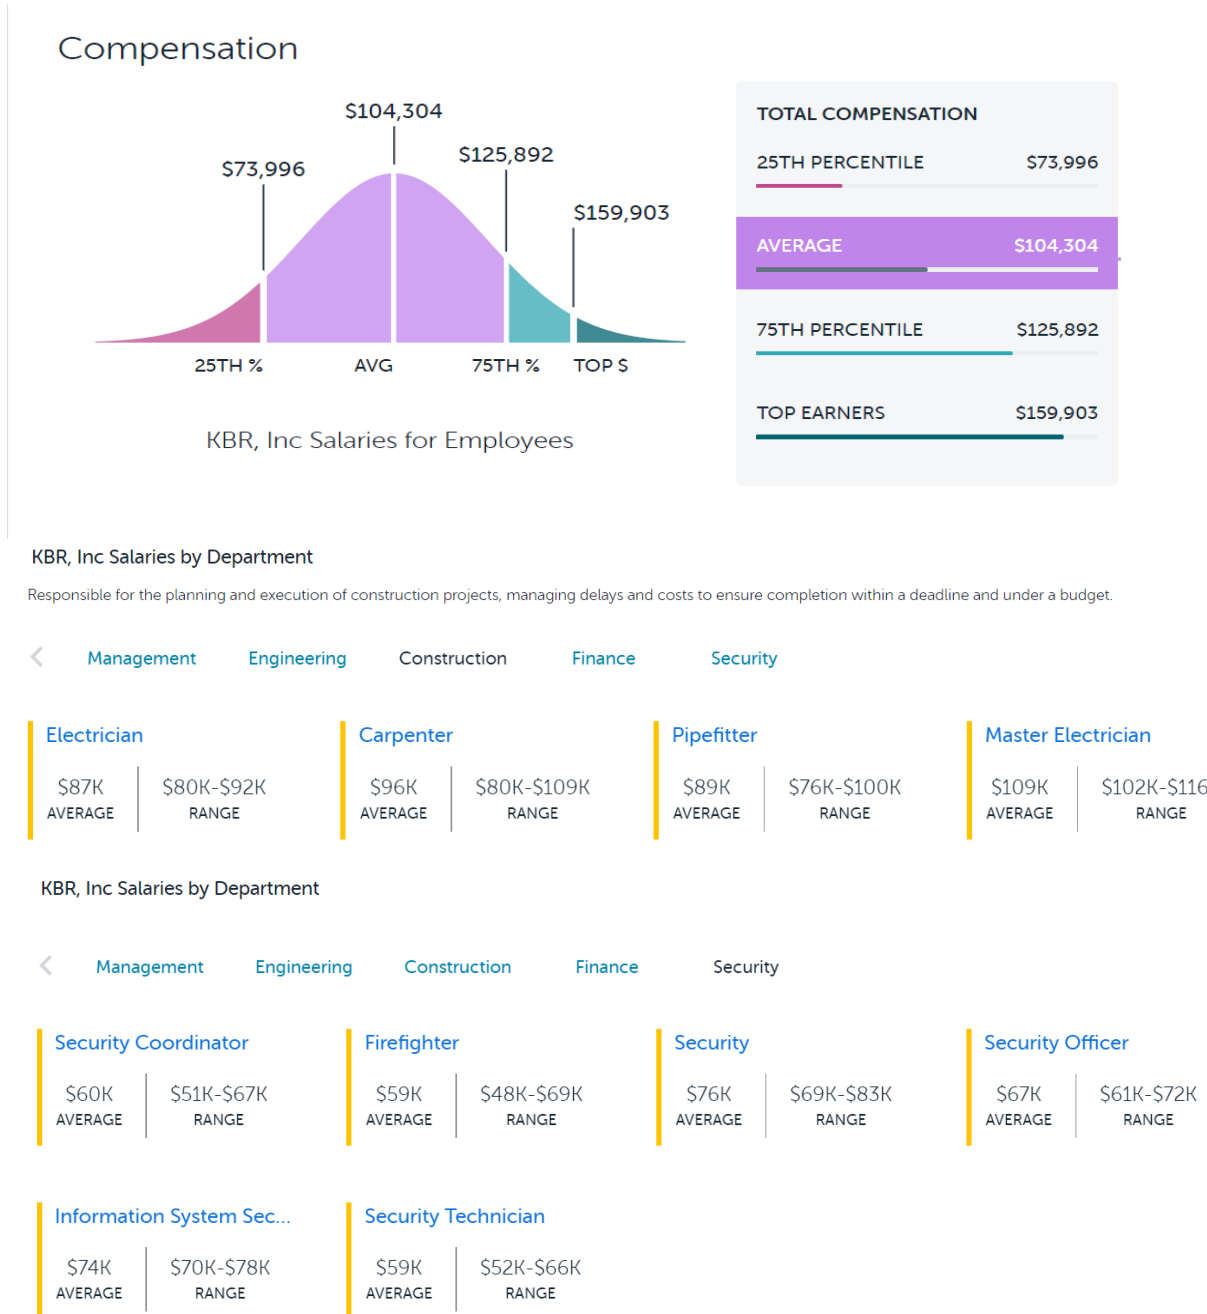 Compensation
$104,304
$125,892
$73,996
$159,903
25TH % AVG 75TH % TOP $
KBR, Inc Salaries for Employees
TOTAL COMPENSATION
25TH PERCENTILE $73,996
AVERAGE $104,304
75TH PERCENTILE $125,892
TOP EARNERS $159,903
KBR, Inc Salaries by Department
Responsible for the planning and execution of construction projects, managing delays and costs to ensure completion within a deadline and under a budget.
Management Engineering Construction Finance Security
Electrician Carpenter Pipefitter Master Electrician
$87K $80K-$92K $96K $80K-$109K $89K $76K-$100K $109K $102K-$116
AVERAGE RANGE AVERAGE RANGE AVERAGE RANGE AVERAGE RANGE
KBR, Inc Salaries by Department
Management Engineering Construction Finance Security
Security Coordinator Firefighter Security Security Officer
$60K $51K-$67K $59K $48K-$69K $76K $69K-$83K $67K $61K-$72K
AVERAGE RANGE AVERAGE RANGE AVERAGE RANGE AVERAGE RANGE
Information System Sec... Security Technician
$74K $70K-$78K $59K $52K-$66K
AVERAGE RANGE AVERAGE RANGE